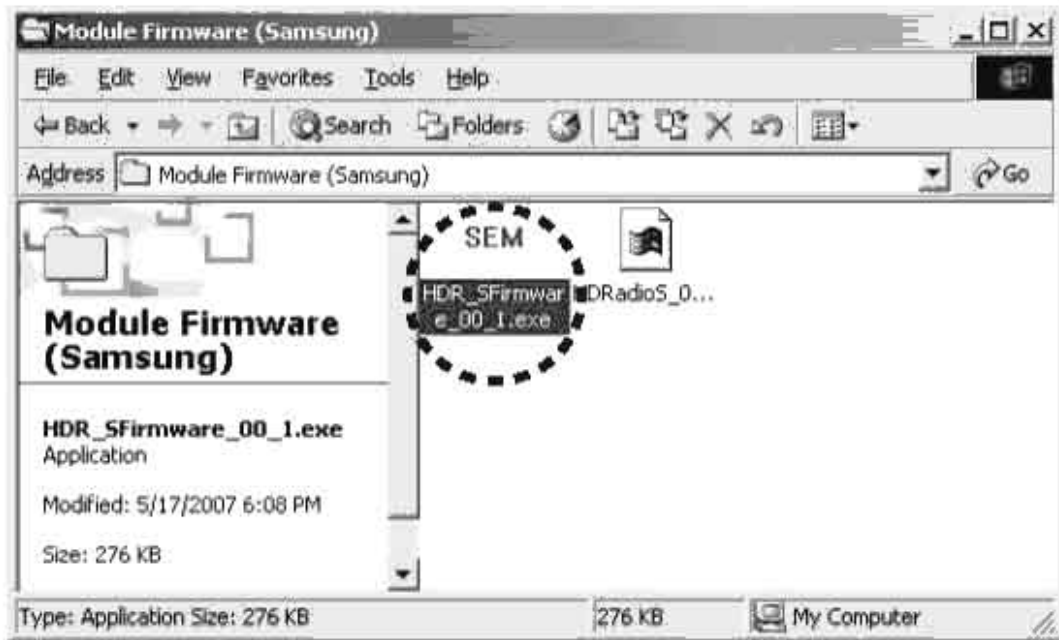 Module Firmware (Samsung)
File Edit View Favorites Tools Help
Back Search Folders
Address Module Firmware (Samsung) Go
SEM
HDR_SFirmwar
e_00_1.exe
DRadioS_0...
Module Firmware
(Samsung)
HDR_SFirmware_00_1.exe
Application
Modified: 5/17/2007 6:08 PM
Size: 276 KB
Type: Application Size: 276 KB 276 KB My Computer